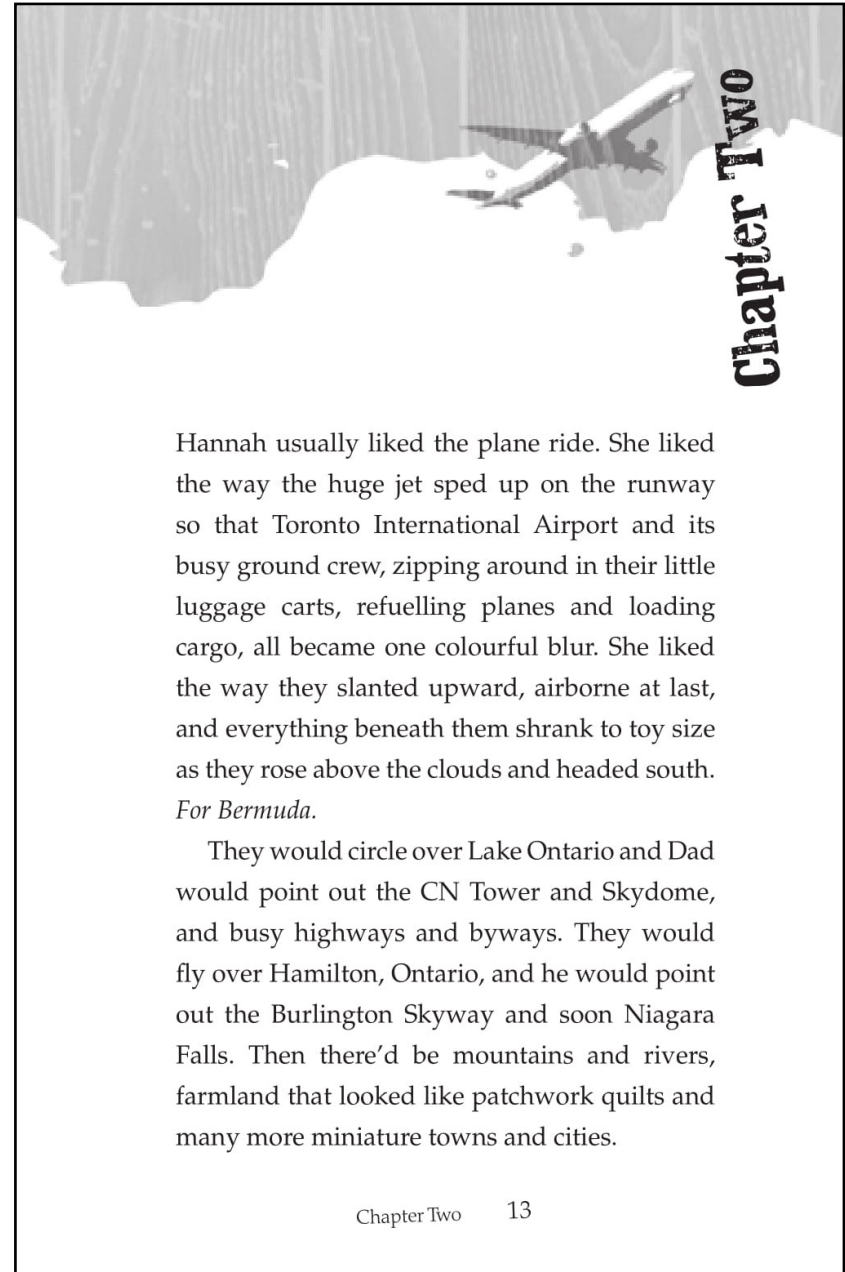 Chapter Two
Hannah usually liked the plane ride. She liked
the way the huge jet sped up on the runway
so that Toronto International Airport and its
busy ground crew, zipping around in their little
luggage carts, refuelling planes and loading
cargo, all became one colourful blur. She liked
the way they slanted upward, airborne at last,
and everything beneath them shrank to toy size
as they rose above the clouds and headed south.
For Bermuda.
They would circle over Lake Ontario and Dad
would point out the CN Tower and Skydome,
and busy highways and byways. They would
fly over Hamilton, Ontario, and he would point
out the Burlington Skyway and soon Niagara
Falls. Then there’d be mountains and rivers,
farmland that looked like patchwork quilts and
many more miniature towns and cities.
Chapter Two 13